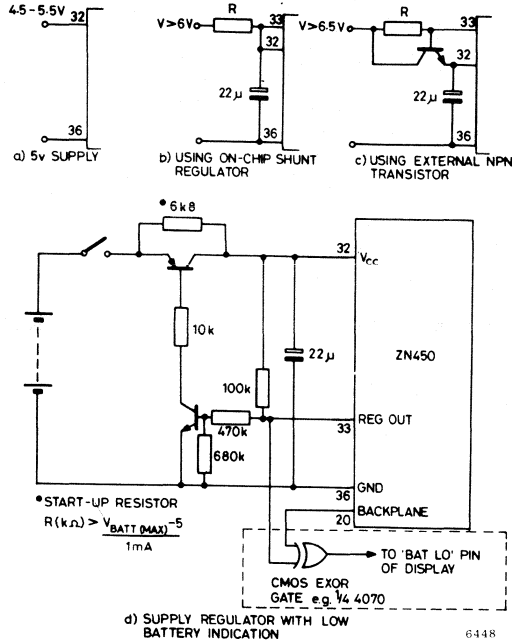 4.5-5.5V
32
36
a) 5v SUPPLY
V>6V
R
33
32
22µ
36
b) USING ON-CHIP SHUNT
REGULATOR
V>6.5V
R
33
32
22µ
36
c) USING EXTERNAL NPN
TRANSISTOR
* 6k8
10k
100k
22µ
470k
680k
32
VCC
ZN450
REG OUT
33
GND
36
BACKPLANE
20
* START-UP RESISTOR
R(kΩ) > VBATT(MAX) -5
1mA
TO 'BAT LO' PIN
OF DISPLAY
CMOS EXOR
GATE e.g. 1/4 4070
d) SUPPLY REGULATOR WITH LOW
BATTERY INDICATION
6448